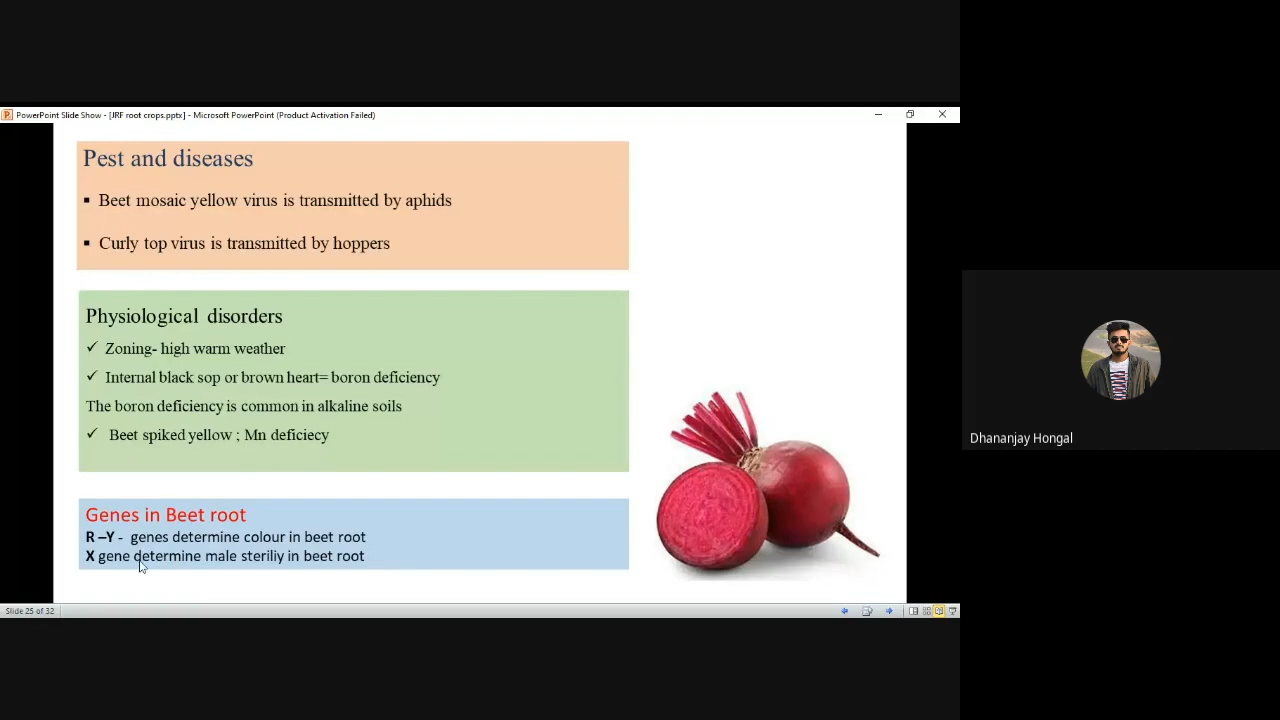 PowerPoint Slide Show - [JRF root crops.pptx] - Microsoft PowerPoint (Product Activation Failed)
Pest and diseases
▪ Beet mosaic yellow virus is transmitted by aphids
▪ Curly top virus is transmitted by hoppers
Physiological disorders
✓ Zoning- high warm weather
✓ Internal black sop or brown heart= boron deficiency
The boron deficiency is common in alkaline soils
✓ Beet spiked yellow ; Mn deficiecy
Genes in Beet root
R –Y - genes determine colour in beet root
X gene determine male steriliy in beet root
Dhananjay Hongal
Slide 25 of 32